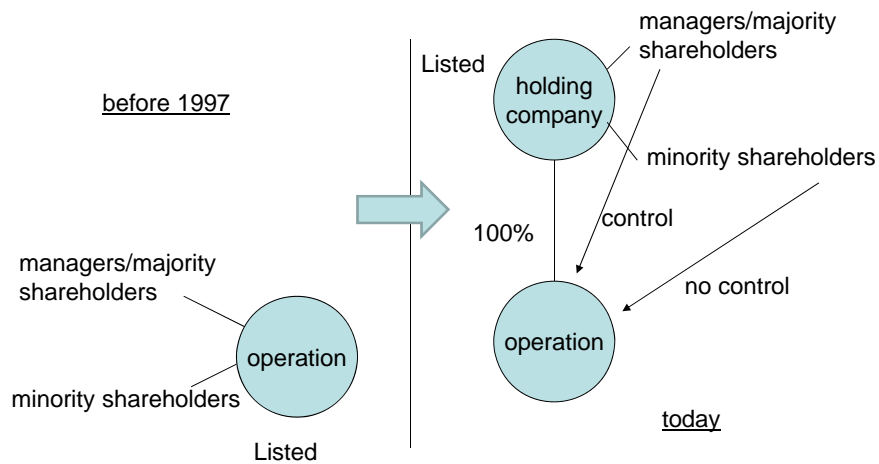 before 1997
managers/majority
shareholders
operation
minority shareholders
Listed
managers/majority
shareholders
Listed
holding
company
minority shareholders
100%
control
no control
operation
today